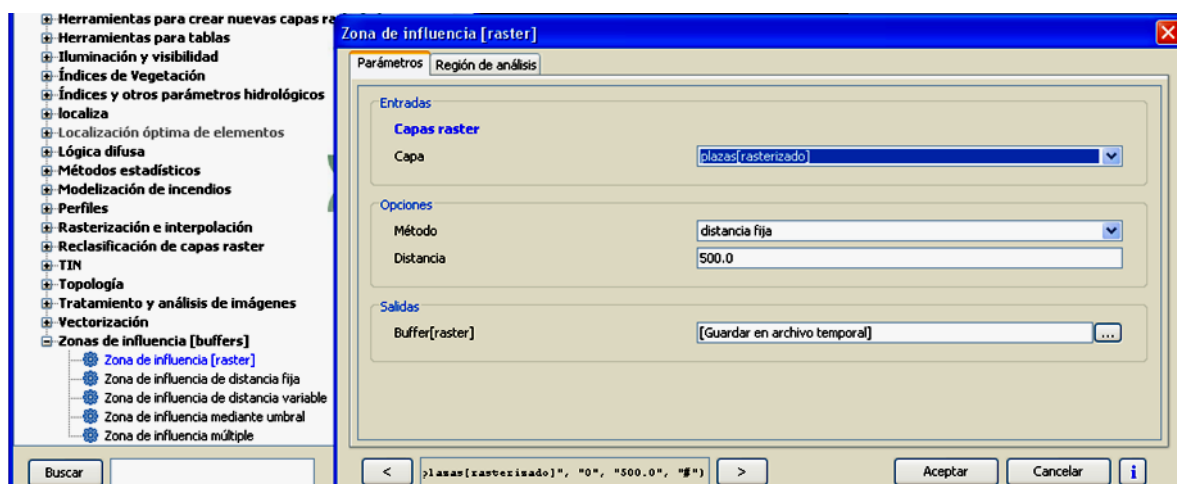 Herramientas para crear nuevas capas ra
Herramientas para tablas
Iluminación y visibilidad
Índices de Vegetación
Índices y otros parámetros hidrológicos
localiza
Localización óptima de elementos
Lógica difusa
Métodos estadísticos
Modelización de incendios
Perfiles
Rasterización e interpolación
Reclasificación de capas raster
TIN
Topología
Tratamiento y análisis de imágenes
Vectorización
Zonas de influencia [buffers]
Zona de influencia [raster]
Zona de influencia de distancia fija
Zona de influencia de distancia variable
Zona de influencia mediante umbral
Zona de influencia múltiple
Buscar
Zona de influencia [raster]
Parámetros Región de análisis
Entradas
Capas raster
Capa plazas[rasterizado]
Opciones
Método distancia fija
Distancia 500.0
Salidas
Buffer[raster] [Guardar en archivo temporal] ...
< plazas[rasterizado]", "0", "500.0", "#") > Aceptar Cancelar i